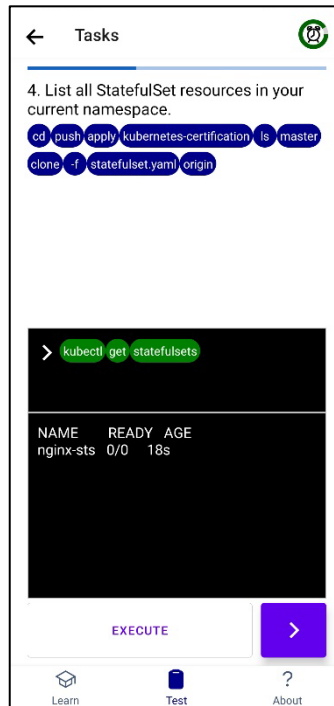 Tasks
4. List all StatefulSet resources in your
current namespace.
cd push apply kubernetes-certification ls master
clone -f statefulset.yaml origin
kubectl get statefulsets
NAME READY AGE
nginx-sts 0/0 18s
EXECUTE
Learn Test About